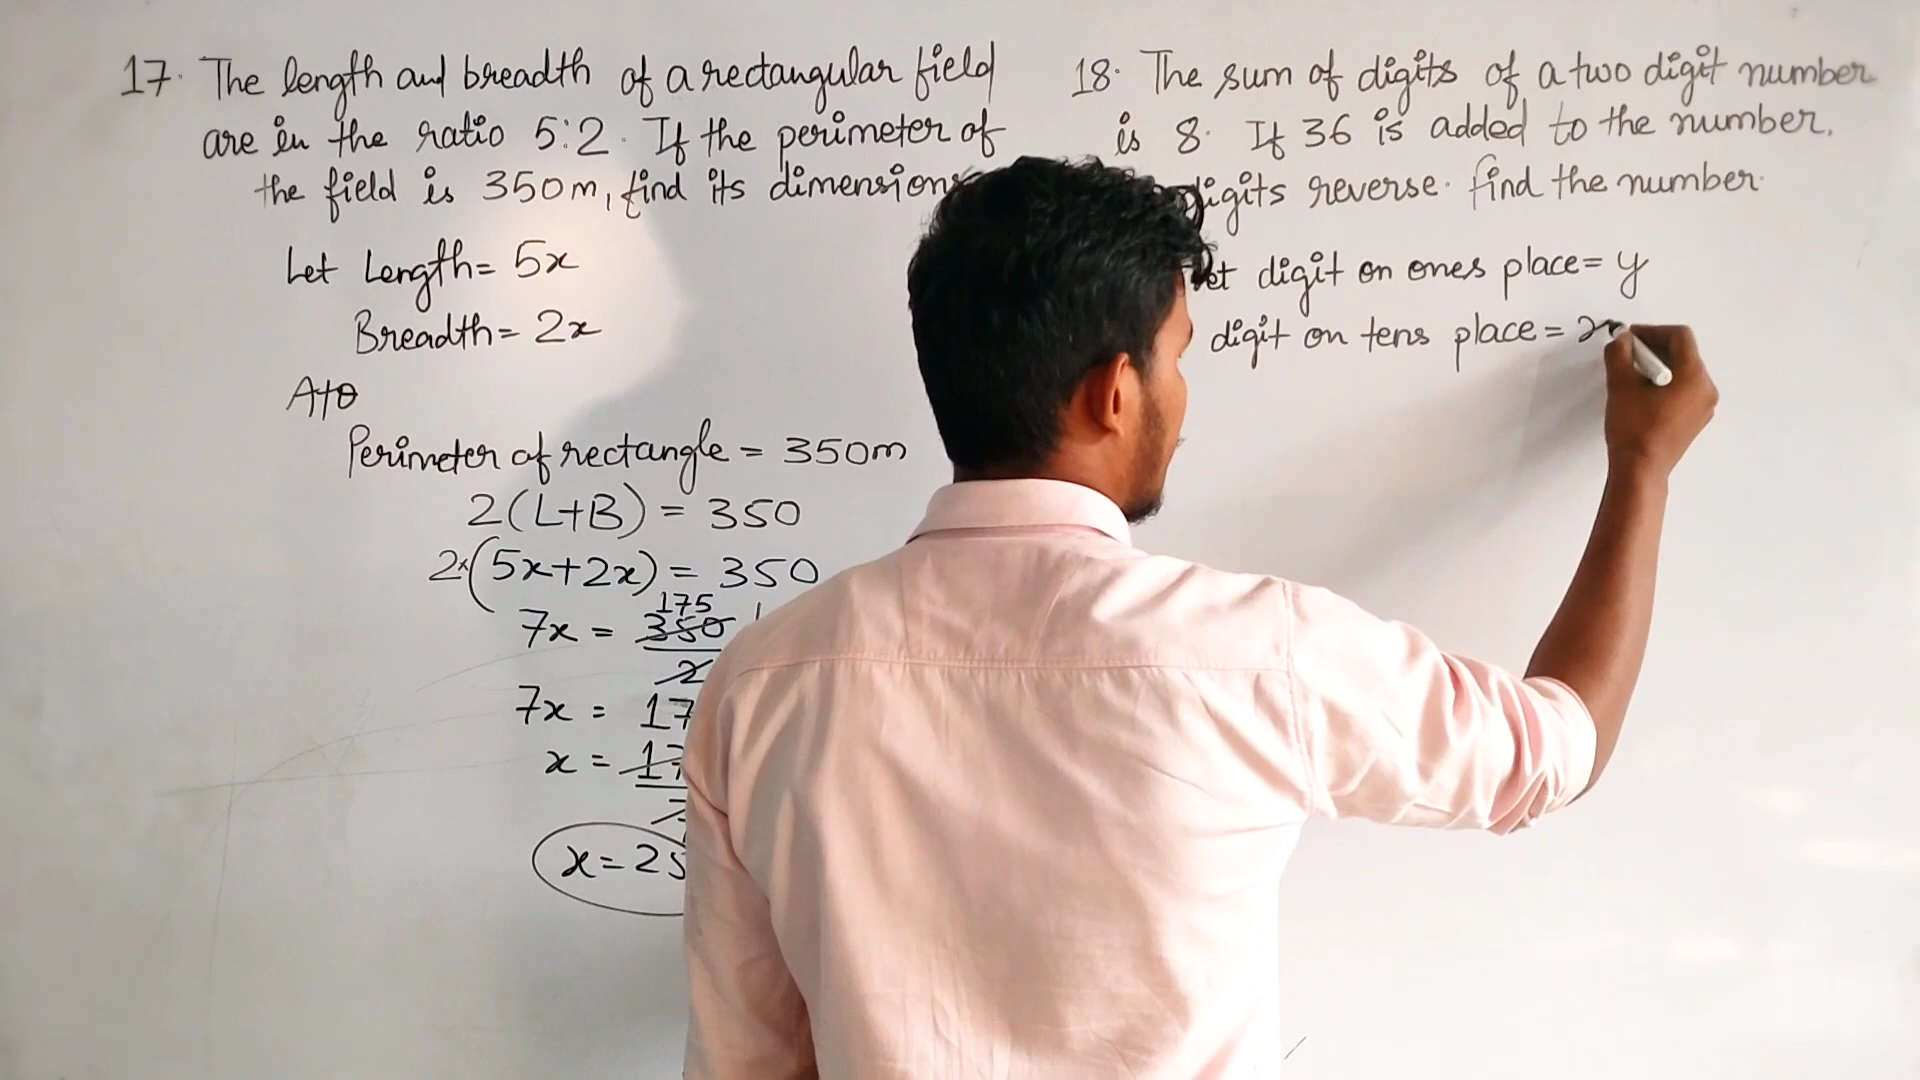 17. The length and breadth of a rectangular field
are in the ratio 5:2. If the perimeter of
the field is 350m, find its dimensions
Let Length = 5x
Breadth = 2x
AtQ
Perimeter of rectangle = 350m
2(L+B) = 350
2×(5x+2x) = 350
175
7x = 350
2
7x = 17
x = 17
x = 25
18. The sum of digits of a two digit number
is 8. If 36 is added to the number.
digits reverse. find the number.
Let digit on ones place = y
digit on tens place = x